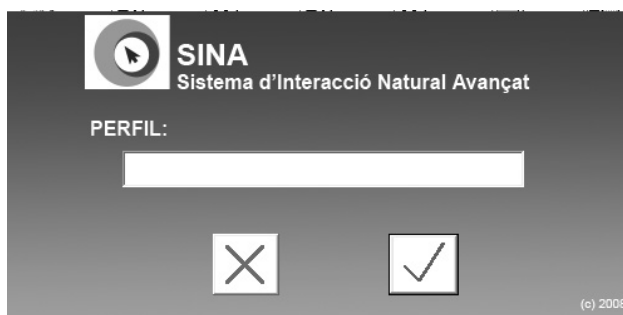 SINA
Sistema d'Interacció Natural Avançat
PERFIL:
(c) 2008